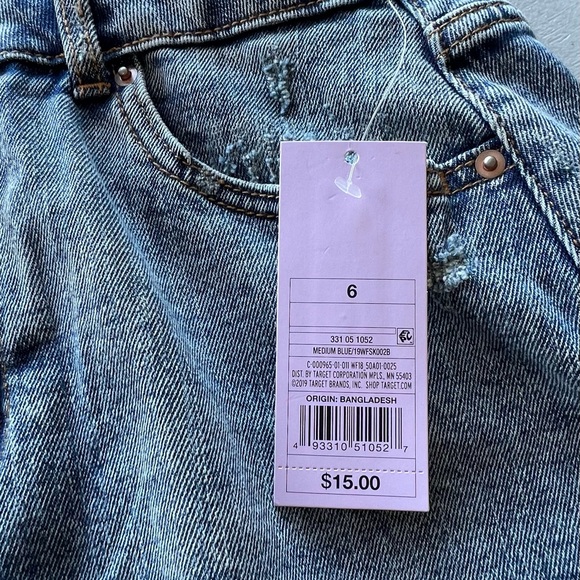 6
331 05 1052
MEDIUM BLUE/19WFSK002B
C-000965-01-011 WF18_50A01-0025
DIST. BY TARGET CORPORATION MPLS, MN 55403
©2019 TARGET BRANDS, INC. SHOP TARGET.COM
ORIGIN: BANGLADESH
4 93310 51052 7
$15.00